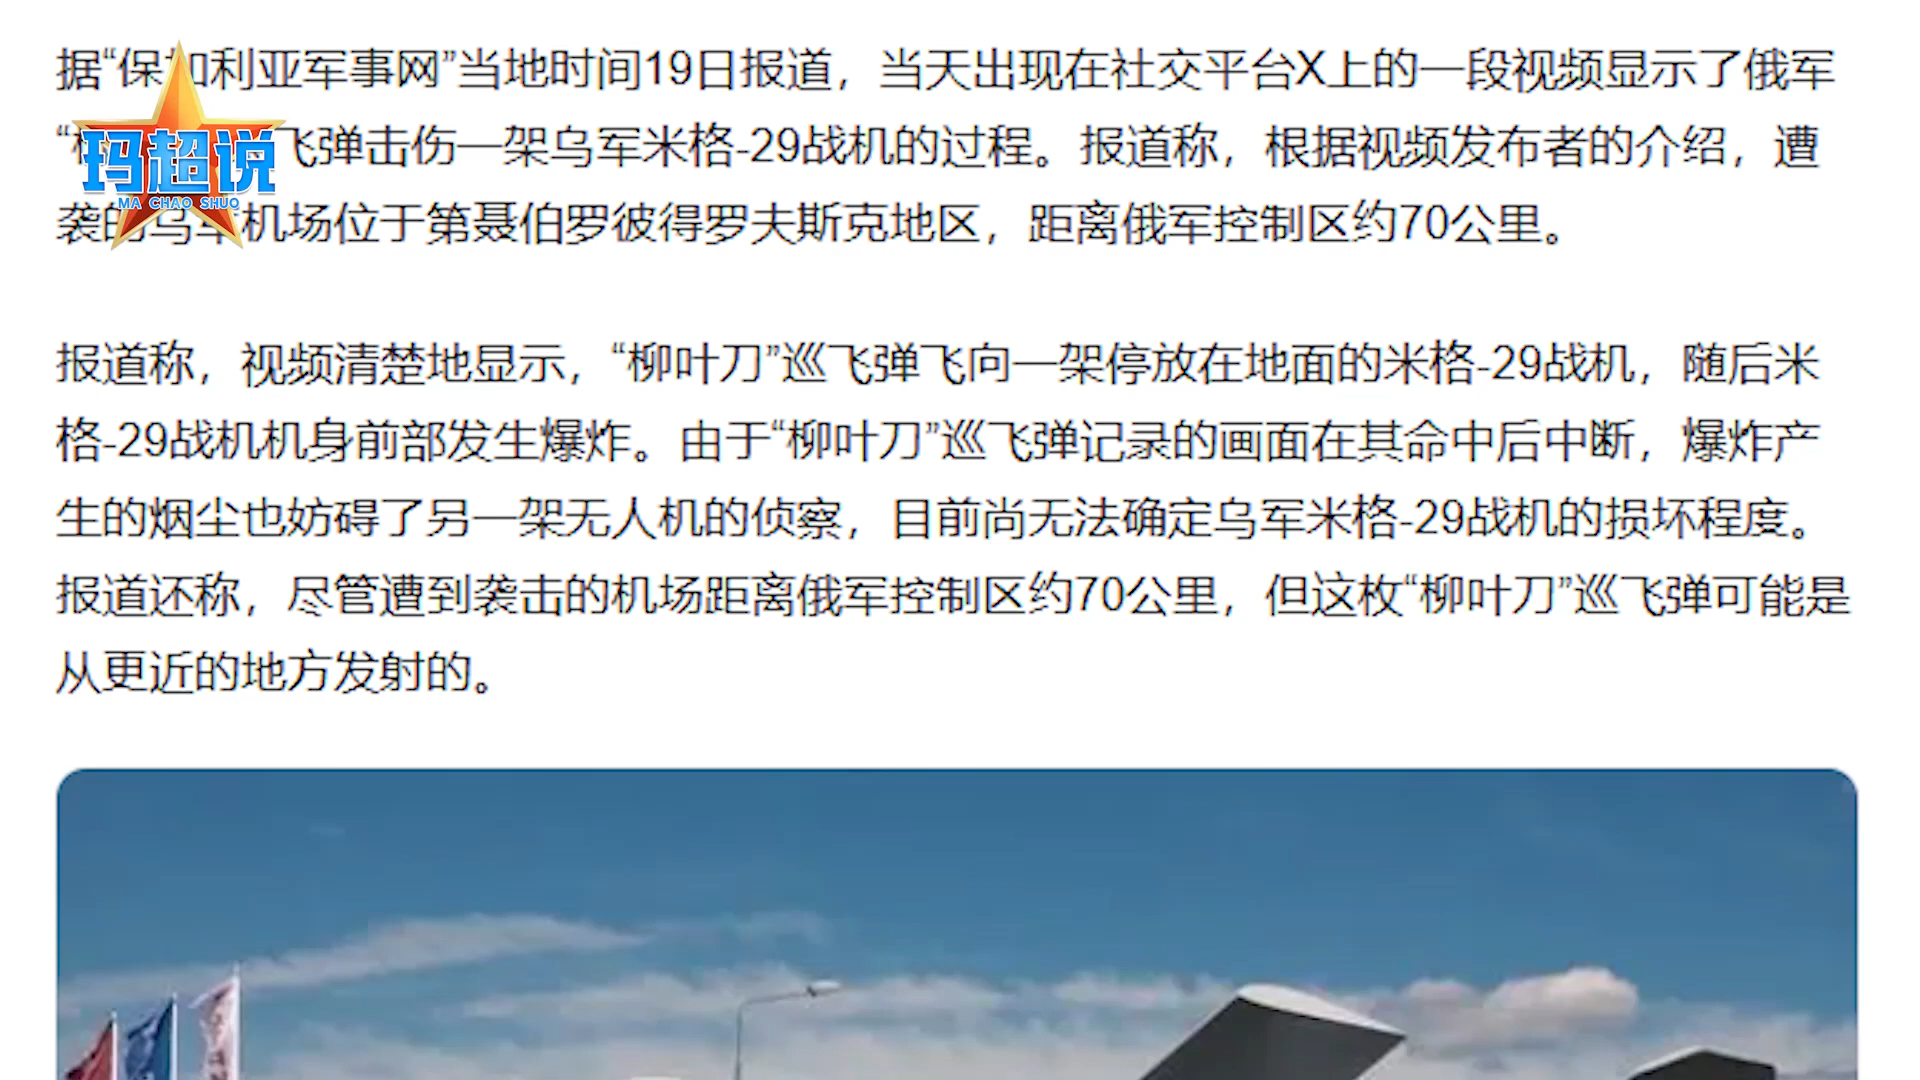 据“保加利亚军事网”当地时间19日报道，当天出现在社交平台X上的一段视频显示了俄军
飞弹击伤一架乌军米格-29战机的过程。报道称，根据视频发布者的介绍，遭
袭的乌军机场位于第聂伯罗彼得罗夫斯克地区，距离俄军控制区约70公里。
玛超说
MA CHAO SHUO
报道称，视频清楚地显示，“柳叶刀”巡飞弹飞向一架停放在地面的米格-29战机，随后米
格-29战机机身前部发生爆炸。由于“柳叶刀”巡飞弹记录的画面在其命中后中断，爆炸产
生的烟尘也妨碍了另一架无人机的侦察，目前尚无法确定乌军米格-29战机的损坏程度。
报道还称，尽管遭到袭击的机场距离俄军控制区约70公里，但这枚“柳叶刀”巡飞弹可能是
从更近的地方发射的。